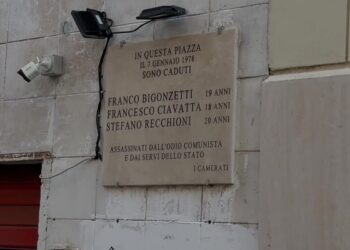 IN QUESTA PIAZZA
IL 7 GENNAIO 1978
SONO CADUTI
FRANCO BIGONZETTI 19 ANNI
FRANCESCO CIAVATTA 18 ANNI
STEFANO RECCHIONI 20 ANNI
ASSASSINATI DALL'ODIO COMUNISTA
E DAI SERVI DELLO STATO
I CAMERATI